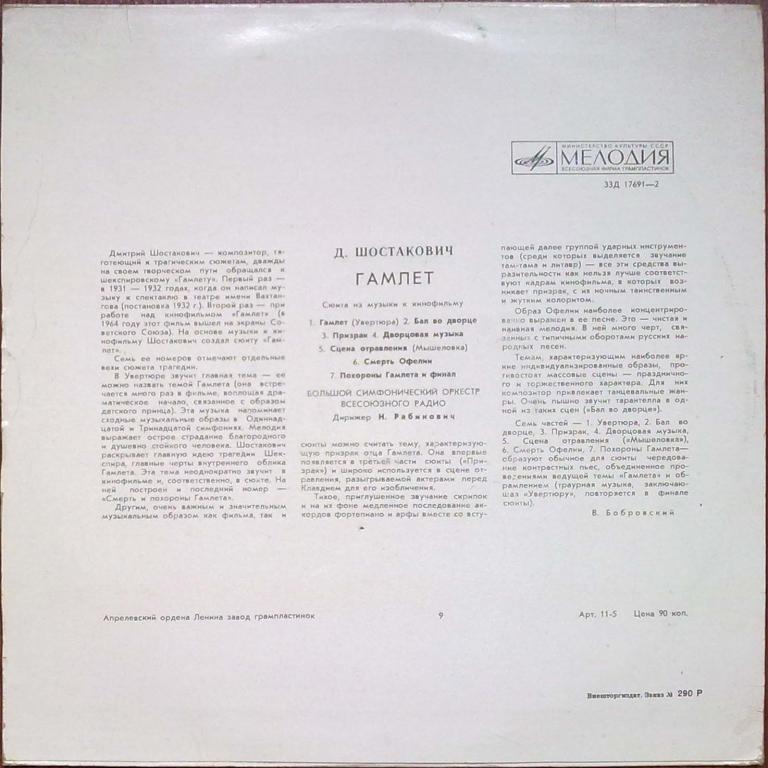 МИНИСТЕРСТВО КУЛЬТУРЫ СССР
МЕЛОДИЯ
ВСЕСОЮЗНАЯ ФИРМА ГРАМПЛАСТИНОК
33Д 17691—2
Дмитрий Шостакович — композитор, тя-
готеющий к трагическим сюжетам, дважды
на своем творческом пути обращался к
шекспировскому «Гамлету». Первый раз —
в 1931 — 1932 годах, когда он написал му-
зыку к спектаклю в театре имени Вахтан-
гова (постановка 1932 г.). Второй раз — при
работе над кинофильмом «Гамлет» (в
1964 году этот фильм вышел на экраны Со-
ветского Союза). На основе музыки к ки-
нофильму Шостакович создал сюиту «Гам-
лет».
Семь ее номеров отмечают отдельные
вехи сюжета трагедии.
В Увертюре звучит главная тема — ее
можно назвать темой Гамлета (она встре-
чается много раз в фильме, воплощая дра-
матическое начало, связанное с образом
датского принца). Эта музыка напоминает
сходные музыкальные образы в Одиннад-
цатой и Тринадцатой симфониях. Мелодия
выражает острое страдание благородного
и душевно стойкого человека. Шостакович
раскрывает главную идею трагедии Шек-
спира, главные черты внутреннего облика
Гамлета. Эта тема неоднократно звучит в
кинофильме и, соответственно, в сюите. На
ней построен и последний номер —
«Смерть и похороны Гамлета».
Другим, очень важным и значительным
музыкальным образом как фильма, так и
Д. ШОСТАКОВИЧ
ГАМЛЕТ
Сюита из музыки к кинофильму
1. Гамлет (Увертюра) 2. Бал во дворце
3. Призрак 4. Дворцовая музыка
5. Сцена отравления (Мышеловка)
6. Смерть Офелии
7. Похороны Гамлета и финал
БОЛЬШОЙ СИМФОНИЧЕСКИЙ ОРКЕСТР
ВСЕСОЮЗНОГО РАДИО
Дирижер Н. Рабинович
сюиты можно считать тему, характеризую-
щую призрак отца Гамлета. Она впервые
появляется в третьей части сюиты («При-
зрак») и широко используется в сцене от-
равления, разыгрываемой актерами перед
Клавдием для его изобличения.
Тихое, приглушенное звучание скрипок
и на их фоне медленное последование ак-
кордов фортепиано и арфы вместе со всту-
пающей далее группой ударных инструмен-
тов (среди которых выделяется звучание
там-тама и литавр) — все эти средства вы-
разительности как нельзя лучше соответст-
вуют кадрам кинофильма, в которых воз-
никает призрак, с их ночным таинственным
и жутким колоритом.
Образ Офелии наиболее концентриро-
ванно выражен в ее песне. Это — чистая и
наивная мелодия. В ней много черт, свя-
занных с типичными оборотами русских на-
родных песен.
Темам, характеризующим наиболее яр-
кие индивидуализированные образы, про-
тивостоят массовые сцены — праздничного
и торжественного характера. Для них
композитор привлекает танцевальные жан-
ры. Очень пышно звучит тарантелла в од-
ной из таких сцен («Бал во дворце»).
Семь частей — 1. Увертюра, 2. Бал во
дворце, 3. Призрак, 4. Дворцовая музыка,
5. Сцена отравления («Мышеловка»),
6. Смерть Офелии, 7. Похороны Гамлета—
образуют обычное для сюиты чередова-
ние контрастных пьес, объединенное про-
ведениями ведущей темы «Гамлета» и об-
рамлением (траурная музыка, заключаю-
щая «Увертюру», повторяется в финале
сюиты).
В. Бобровский
Апрелевский ордена Ленина завод грампластинок 9 Арт. 11-5 Цена 90 коп.
Внешторгиздат. Заказ № 290 Р